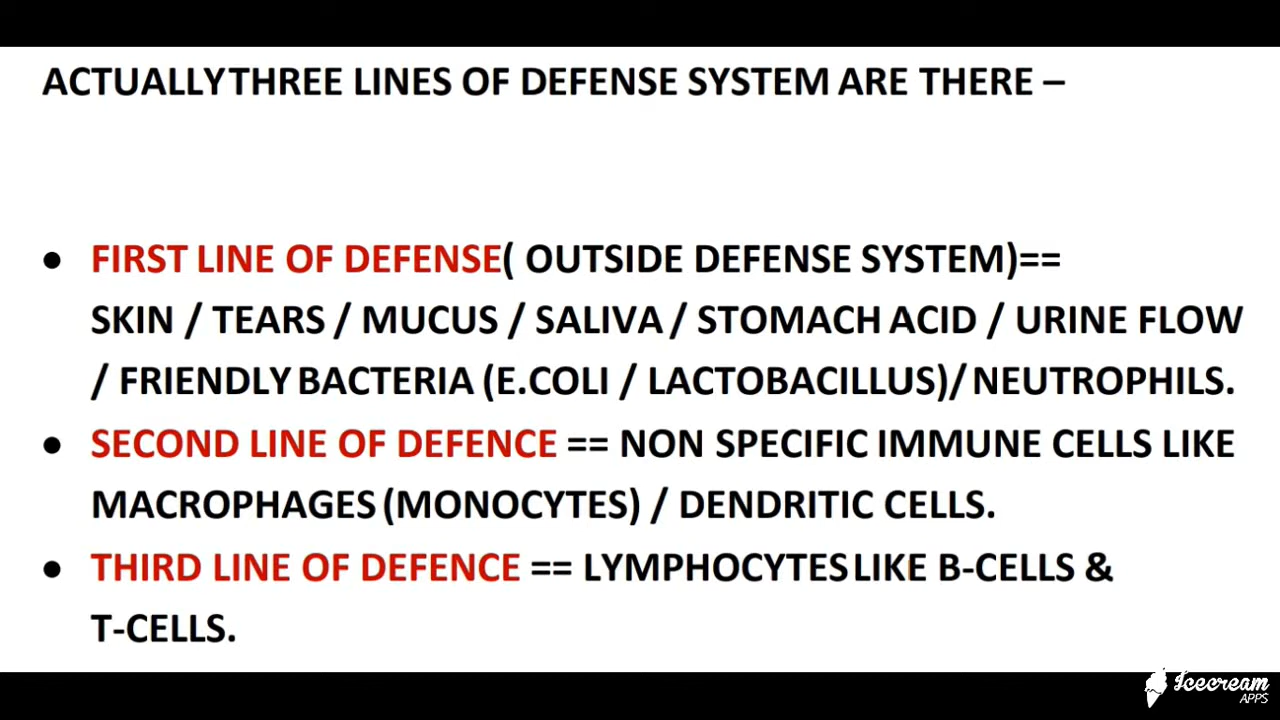 ACTUALLY THREE LINES OF DEFENSE SYSTEM ARE THERE –
• FIRST LINE OF DEFENSE( OUTSIDE DEFENSE SYSTEM)==
SKIN / TEARS / MUCUS / SALIVA / STOMACH ACID / URINE FLOW
/ FRIENDLY BACTERIA (E.COLI / LACTOBACILLUS)/ NEUTROPHILS.
• SECOND LINE OF DEFENCE == NON SPECIFIC IMMUNE CELLS LIKE
MACROPHAGES (MONOCYTES) / DENDRITIC CELLS.
• THIRD LINE OF DEFENCE == LYMPHOCYTES LIKE B-CELLS &
T-CELLS.
Icecream
APPS